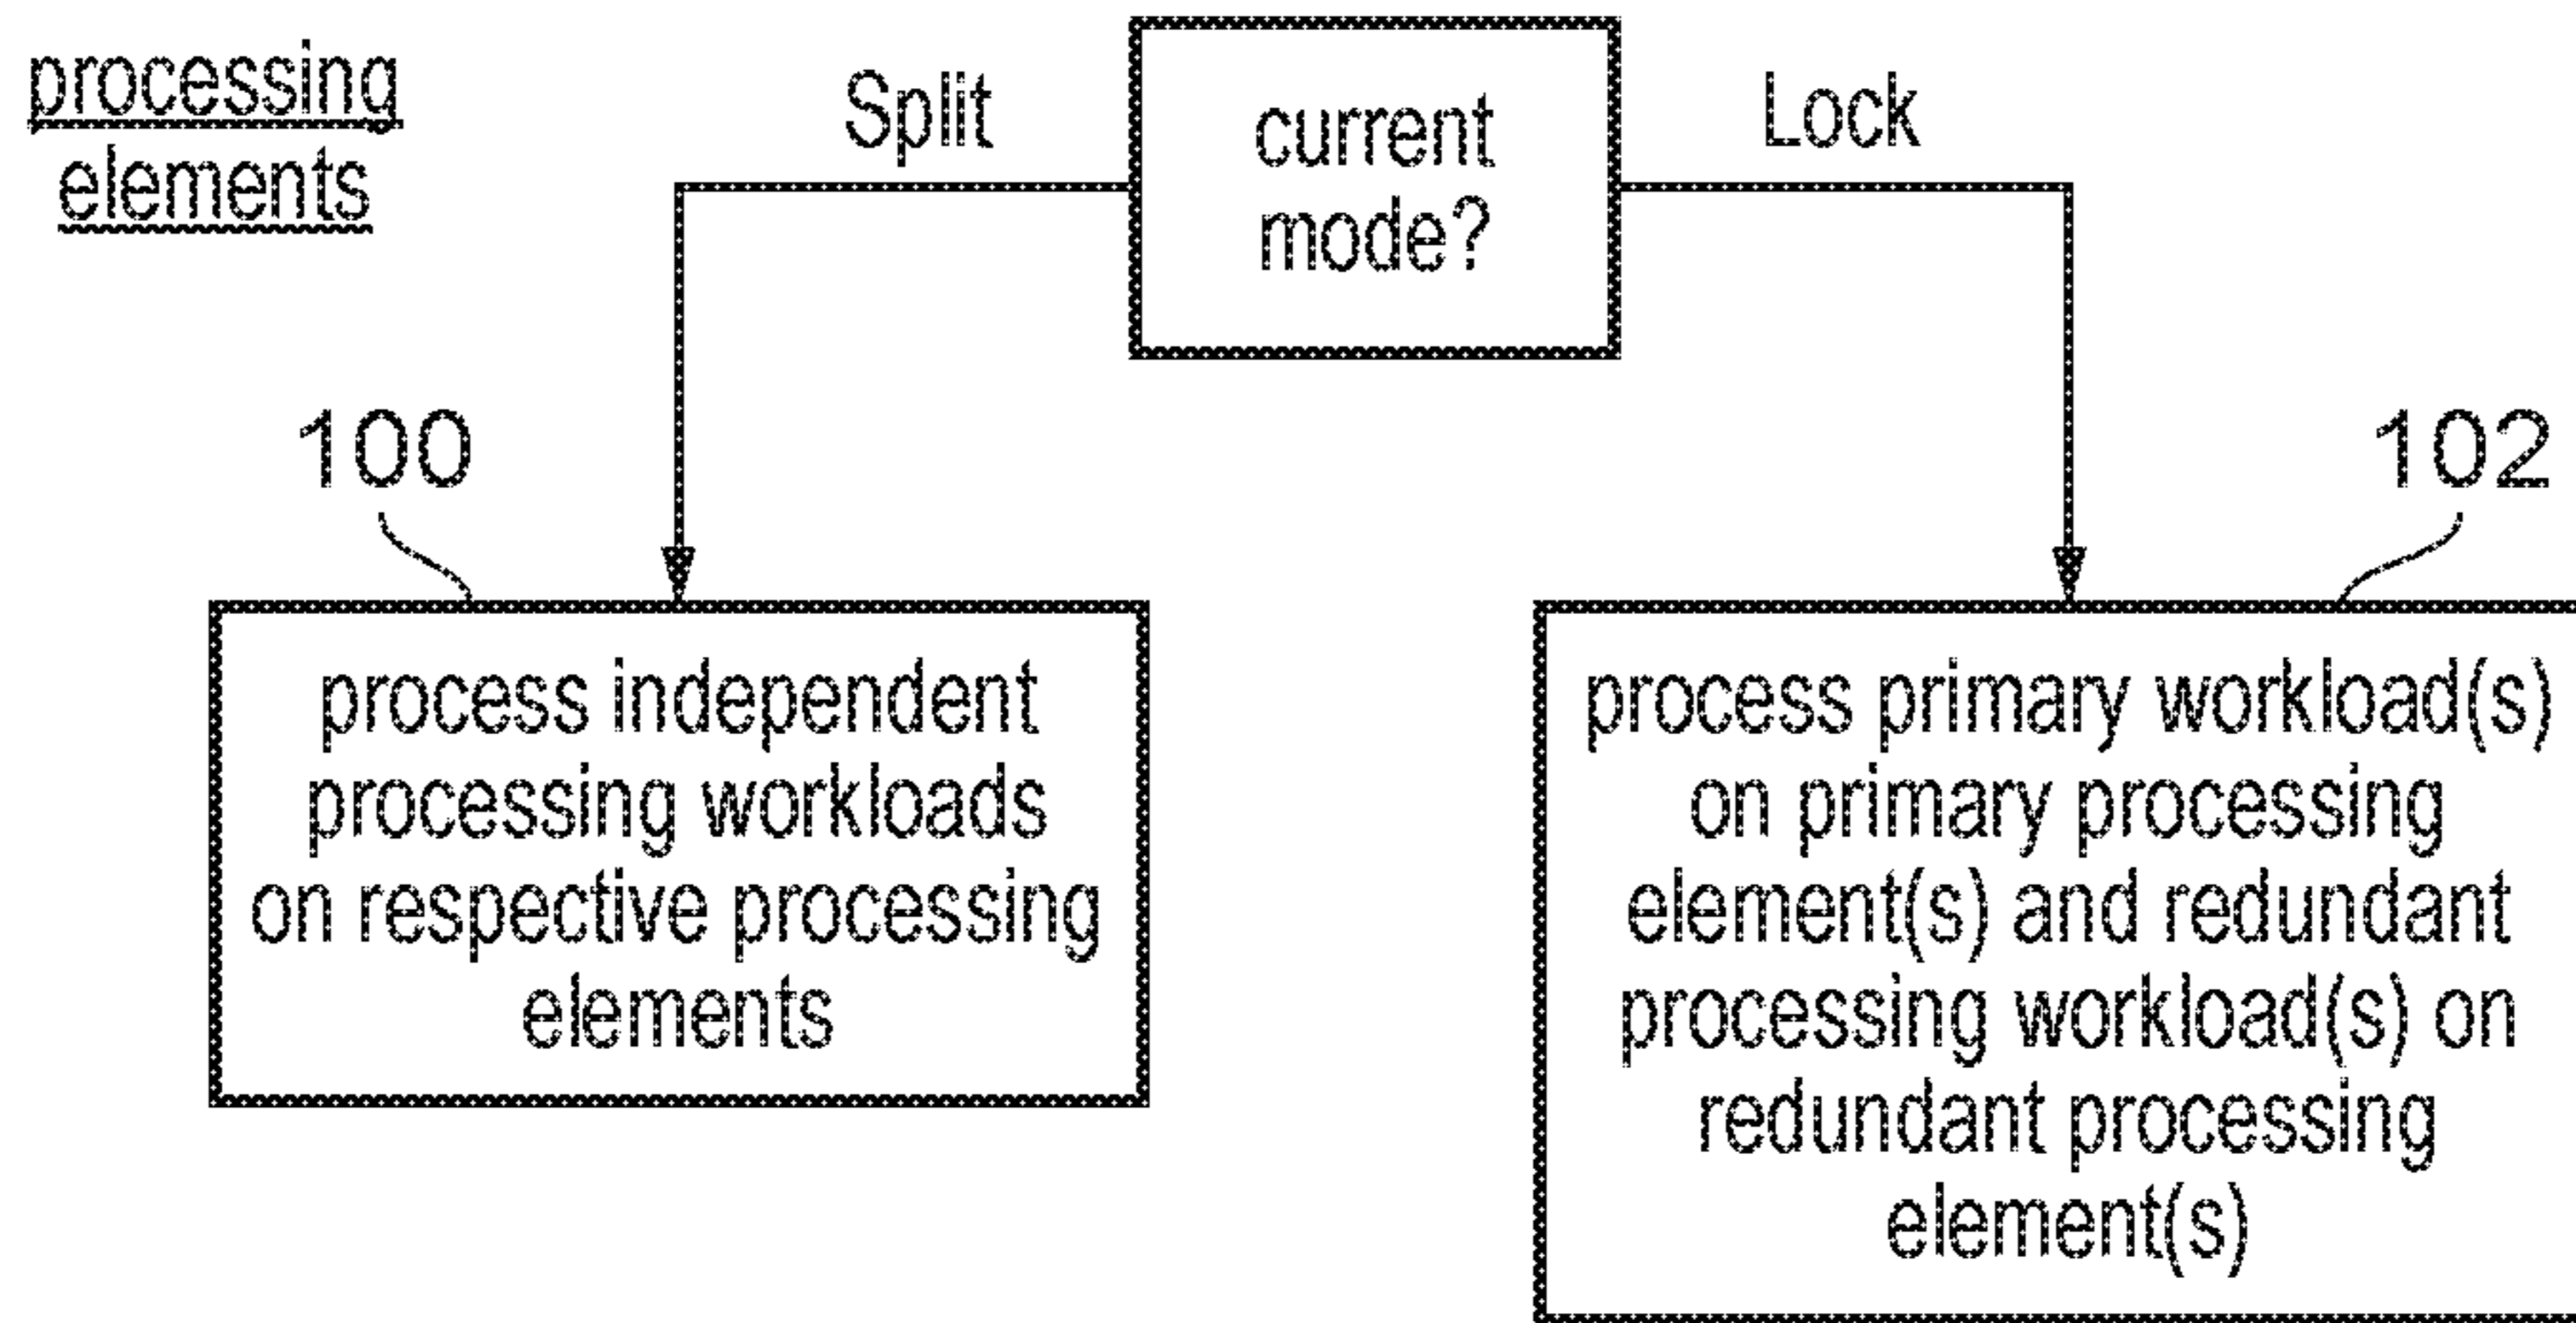 processing
elements
Split
current
mode?
Lock
100
102
process independent
processing workloads
on respective processing
elements
process primary workload(s)
on primary processing
element(s) and redundant
processing workload(s) on
redundant processing
element(s)